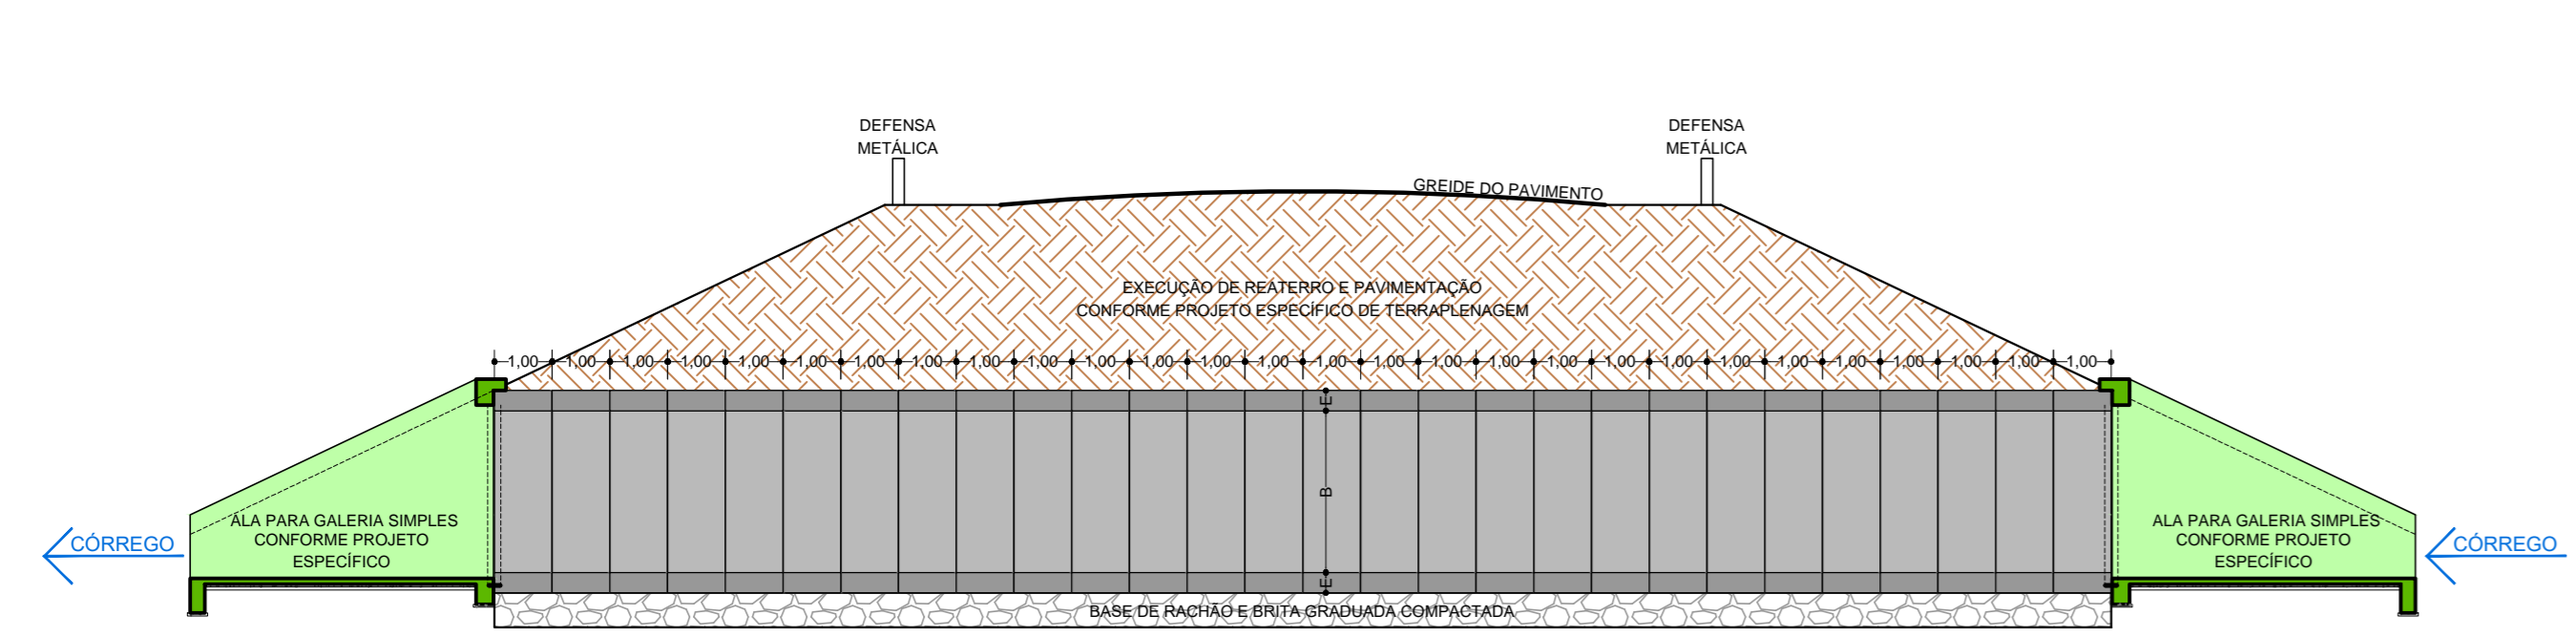 DEFENSA
METÁLICA
DEFENSA
METÁLICA
GREIDE DO PAVIMENTO
EXECUÇÃO DE REATERRO E PAVIMENTAÇÃO
CONFORME PROJETO ESPECÍFICO DE TERRAPLENAGEM
1,00 1,00 1,00 1,00 1,00 1,00 1,00 1,00 1,00 1,00 1,00 1,00 1,00 1,00 1,00 1,00 1,00 1,00 1,00 1,00 1,00 1,00 1,00 1,00 1,00 1,00 1,00 1,00
E
B
E
CÓRREGO
ALA PARA GALERIA SIMPLES
CONFORME PROJETO
ESPECÍFICO
ALA PARA GALERIA SIMPLES
CONFORME PROJETO
ESPECÍFICO
CÓRREGO
BASE DE RACHÃO E BRITA GRADUADA COMPACTADA